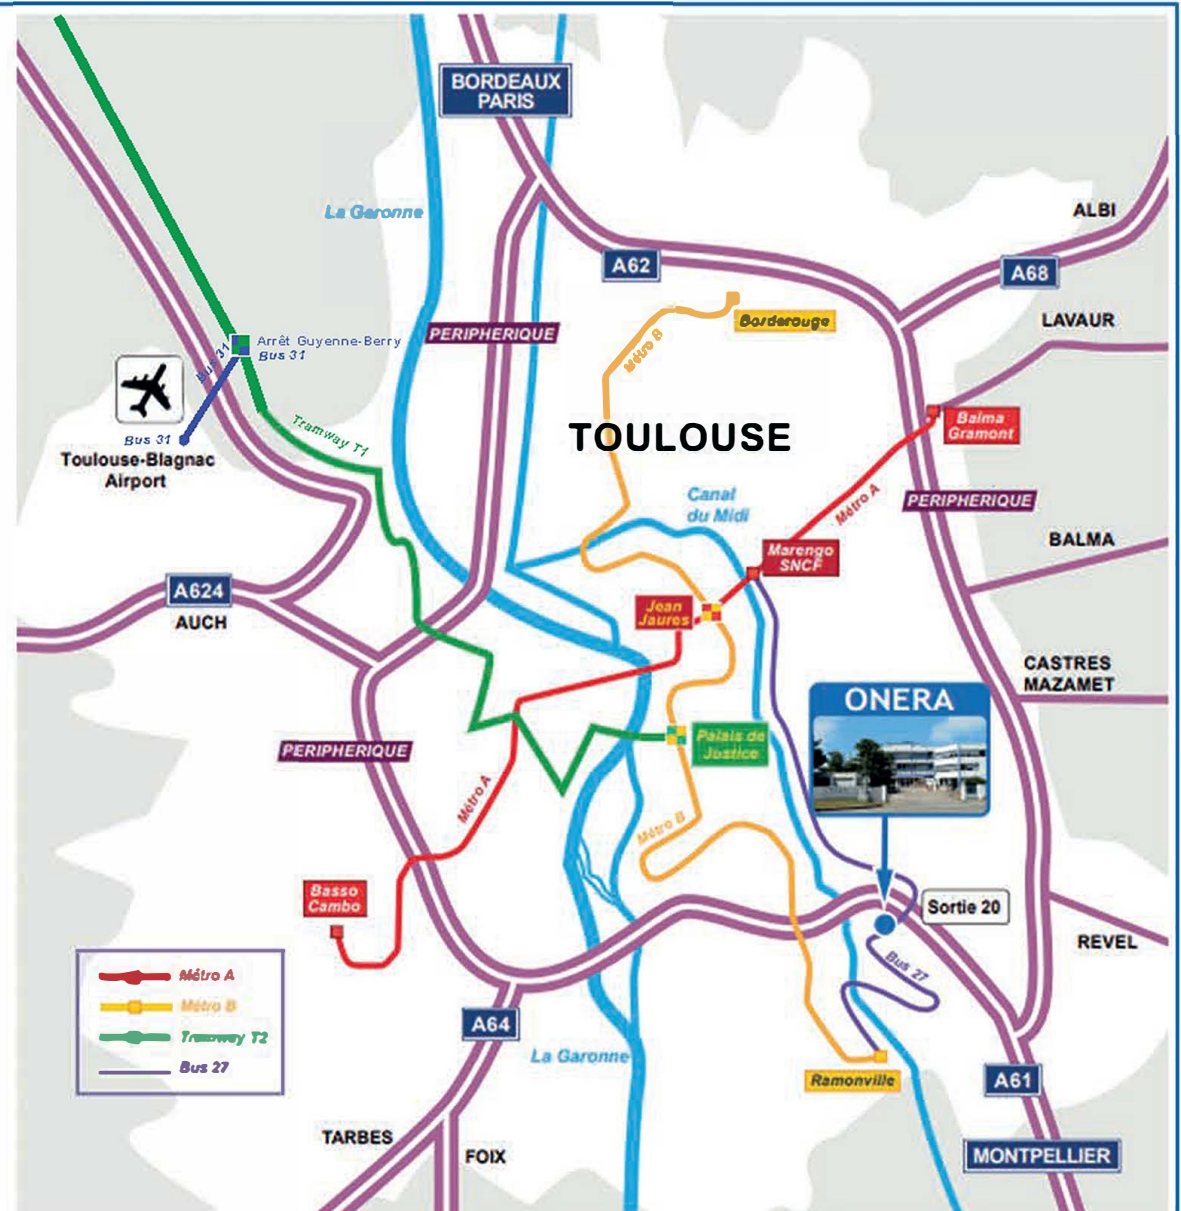 BORDEAUX
PARIS
La Garonne
ALBI
A62
A68
Borderouge
LAVAUR
PERIPHERIQUE
Arrêt Guyenne-Berry
Bus 31
Bus 31
Métro B
Bus 31
Toulouse-Blagnac
Airport
Tramway T1
TOULOUSE
Balma
Gramont
Canal
du Midi
Métro A
PERIPHERIQUE
BALMA
Marengo
SNCF
A624
AUCH
Jean
Jaures
CASTRES
MAZAMET
ONERA
PERIPHERIQUE
Palais de
Justice
Métro A
Métro B
Basso
Cambo
Sortie 20
REVEL
Bus 27
Métro A
Métro B
Tramway T2
Bus 27
A64
La Garonne
Ramonville
A61
TARBES
FOIX
MONTPELLIER